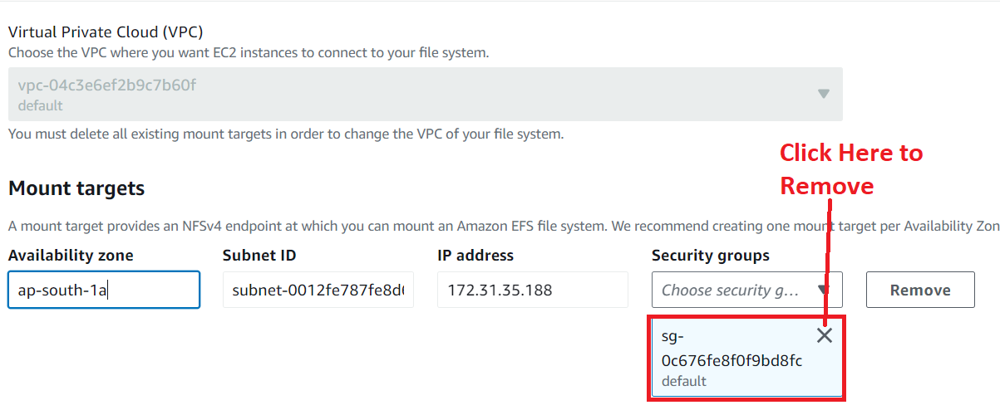 Virtual Private Cloud (VPC)
Choose the VPC where you want EC2 instances to connect to your file system.
vpc-04c3e6ef2b9c7b60f
default
You must delete all existing mount targets in order to change the VPC of your file system.
Click Here to
Remove
Mount targets
A mount target provides an NFSv4 endpoint at which you can mount an Amazon EFS file system. We recommend creating one mount target per Availability Zon
Availability zone Subnet ID IP address Security groups
ap-south-1a subnet-0012fe787fe8d 172.31.35.188 Choose security g... Remove
sg-
0c676fe8f0f9bd8fc
default